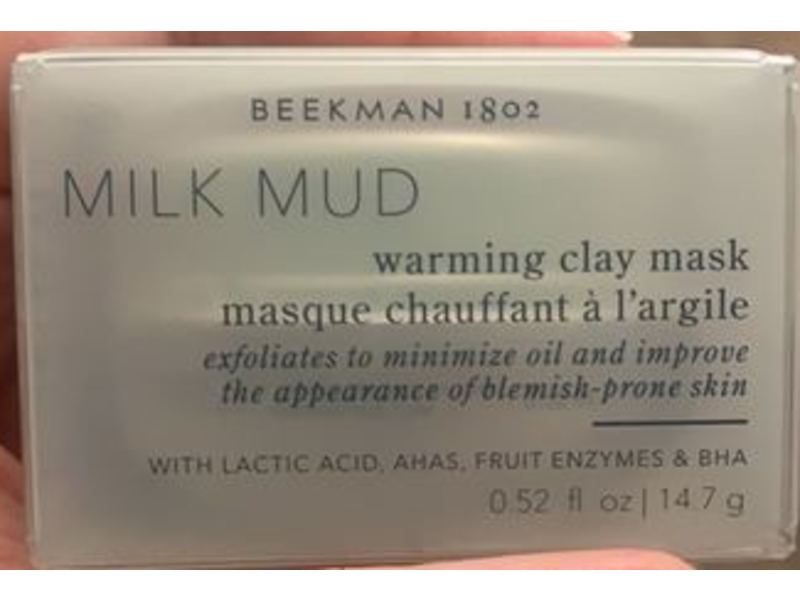 BEEKMAN 1802
MILK MUD
warming clay mask
masque chauffant à l'argile
exfoliates to minimize oil and improve
the appearance of blemish-prone skin
WITH LACTIC ACID, AHAS, FRUIT ENZYMES & BHA
0.52 fl oz | 14.7 g